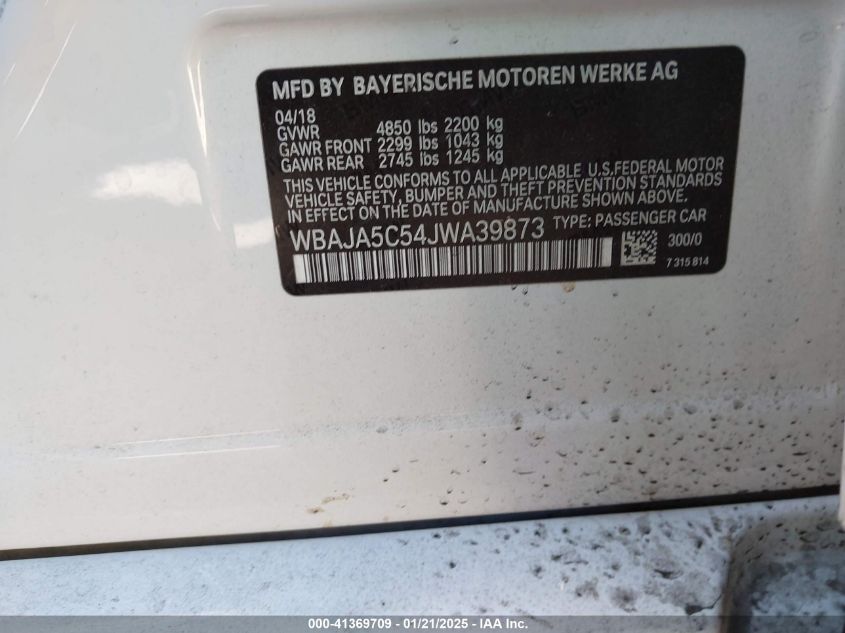 MFD BY BAYERISCHE MOTOREN WERKE AG
04/18
GVWR 4850 lbs 2200 kg
GAWR FRONT 2299 lbs 1043 kg
GAWR REAR 2745 lbs 1245 kg
THIS VEHICLE CONFORMS TO ALL APPLICABLE U.S.FEDERAL MOTOR
VEHICLE SAFETY, BUMPER AND THEFT PREVENTION STANDARDS
IN EFFECT ON THE DATE OF MANUFACTURE SHOWN ABOVE.
WBAJA5C54JWA39873 TYPE: PASSENGER CAR
300/0
7 315 814
000-41369709 - 01/21/2025 - IAA Inc.